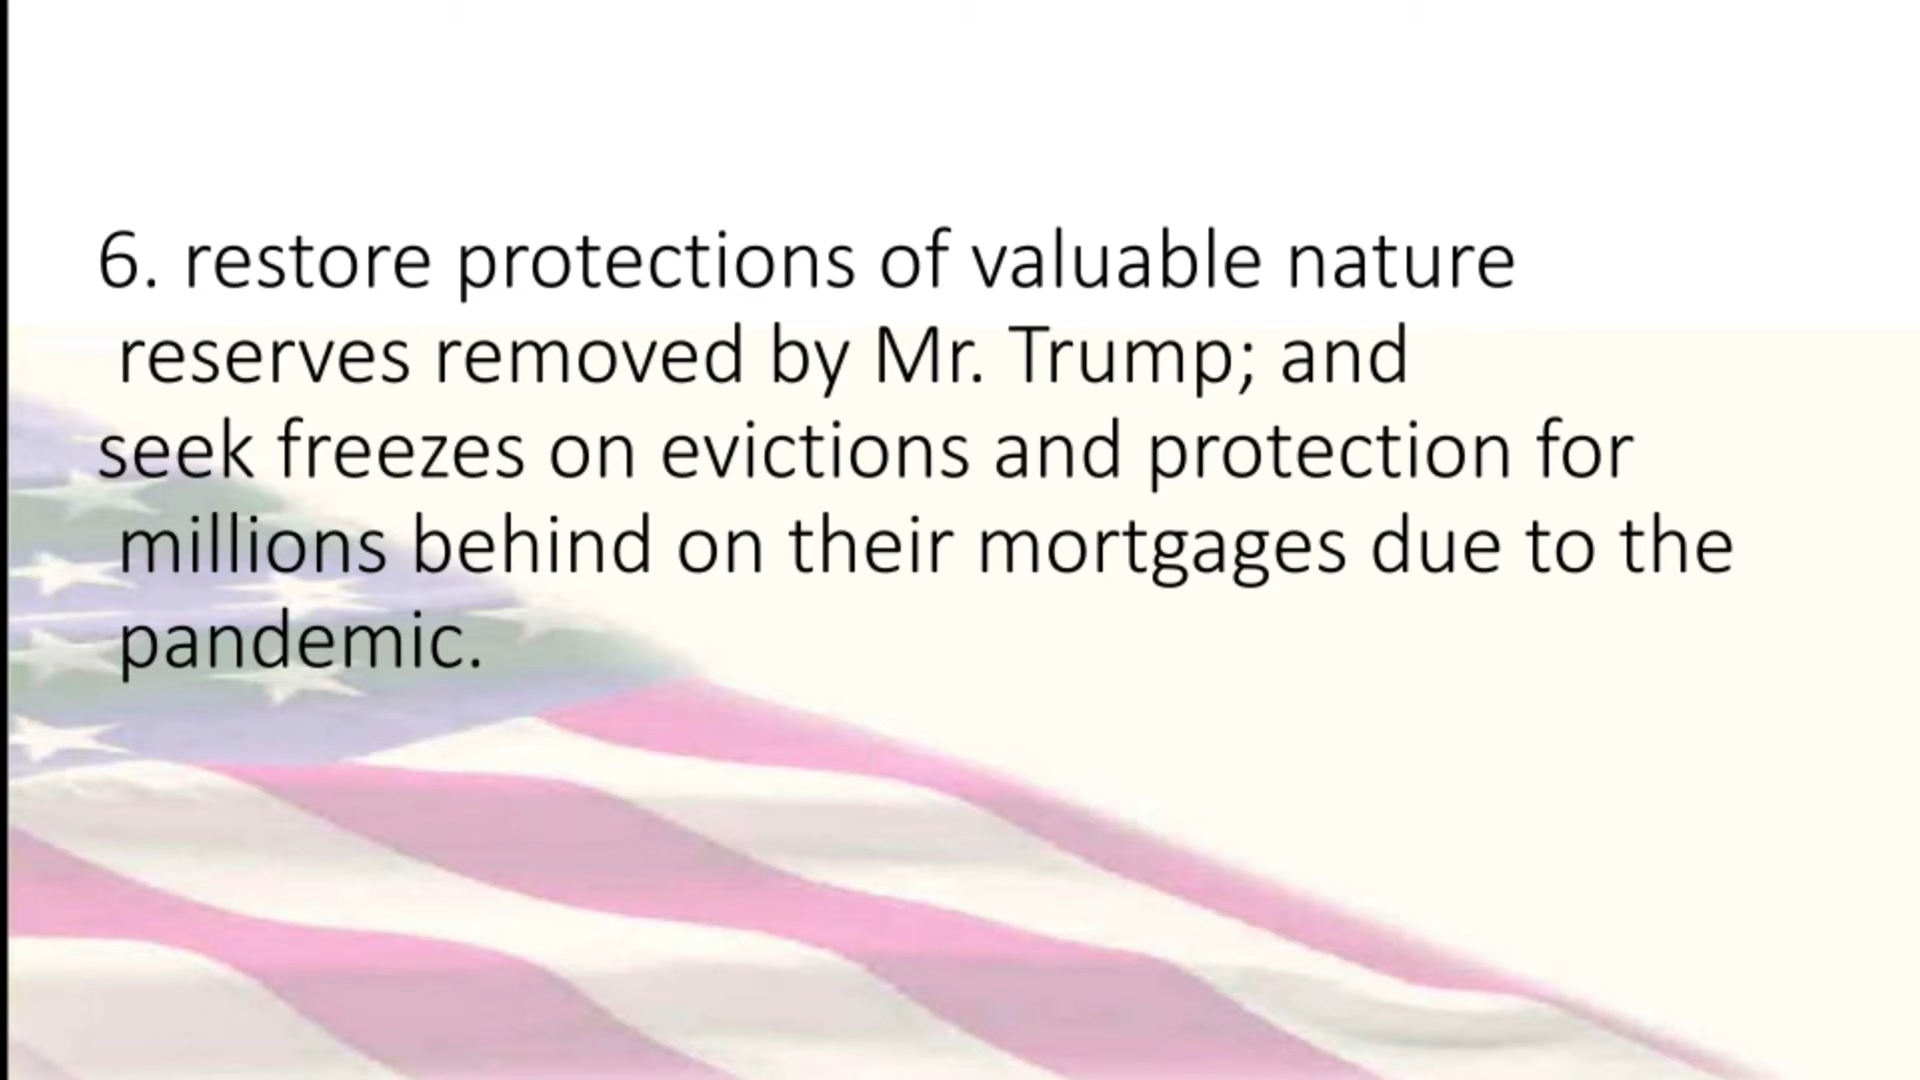 6. restore protections of valuable nature
reserves removed by Mr. Trump; and
seek freezes on evictions and protection for
millions behind on their mortgages due to the
pandemic.